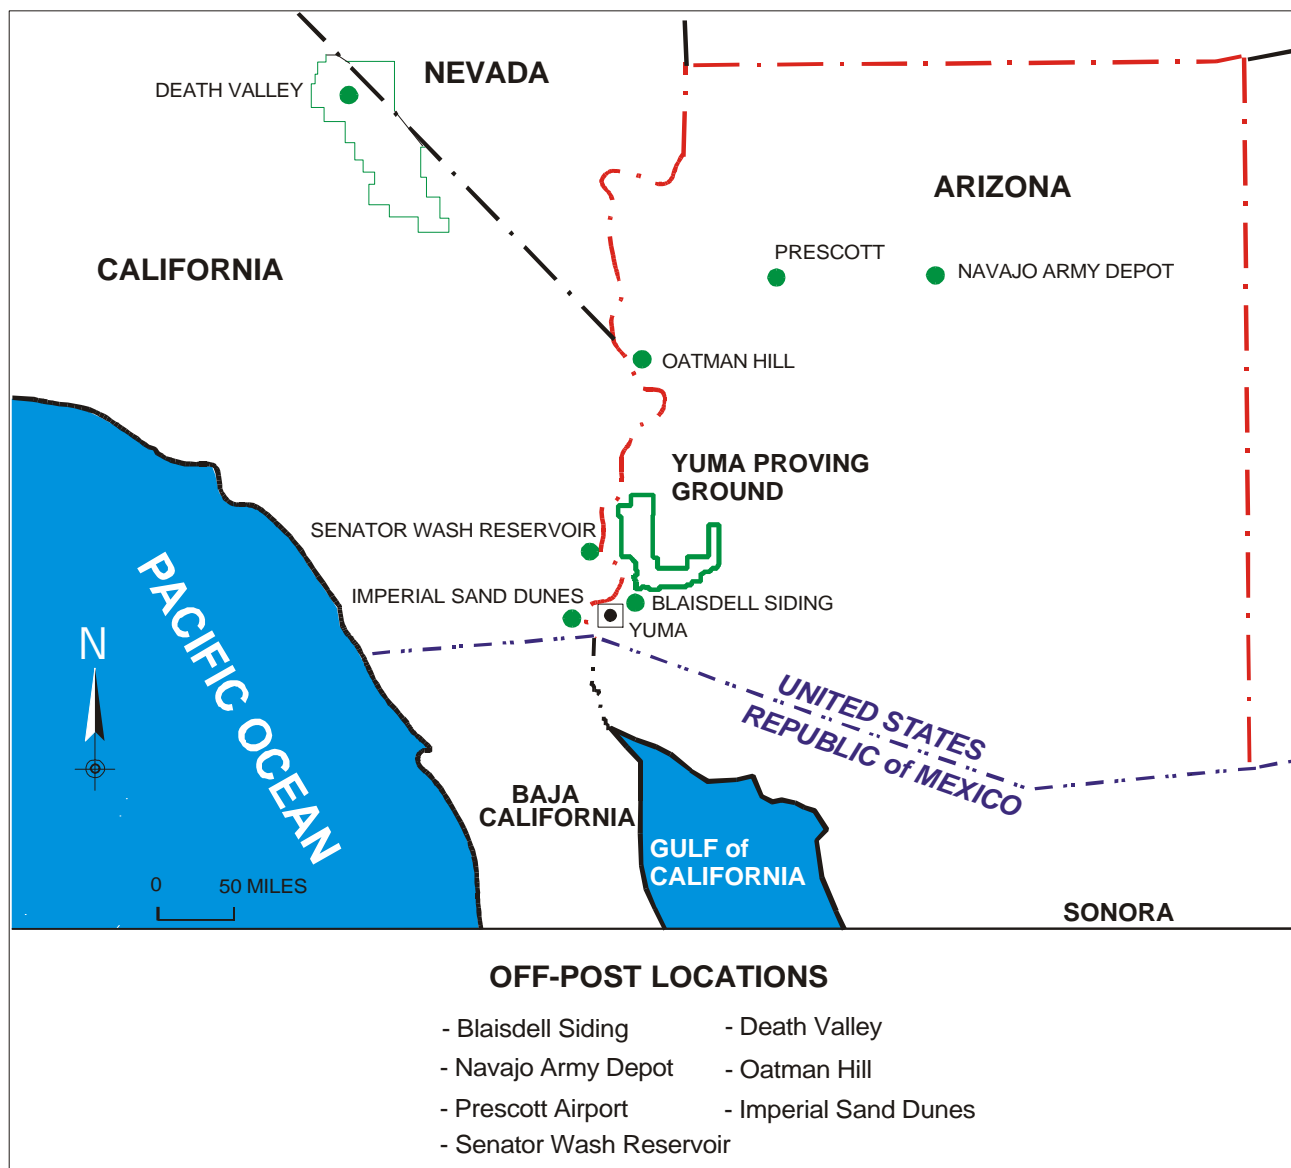 NEVADA
DEATH VALLEY
ARIZONA
PRESCOTT
CALIFORNIA
NAVAJO ARMY DEPOT
OATMAN HILL
YUMA PROVING
GROUND
SENATOR WASH RESERVOIR
IMPERIAL SAND DUNES
BLAISDELL SIDING
YUMA
N
PACIFIC OCEAN
UNITED STATES
REPUBLIC of MEXICO
BAJA
CALIFORNIA
GULF of
CALIFORNIA
0 50 MILES
SONORA
OFF-POST LOCATIONS
- Blaisdell Siding
- Navajo Army Depot
- Prescott Airport
- Senator Wash Reservoir
- Death Valley
- Oatman Hill
- Imperial Sand Dunes